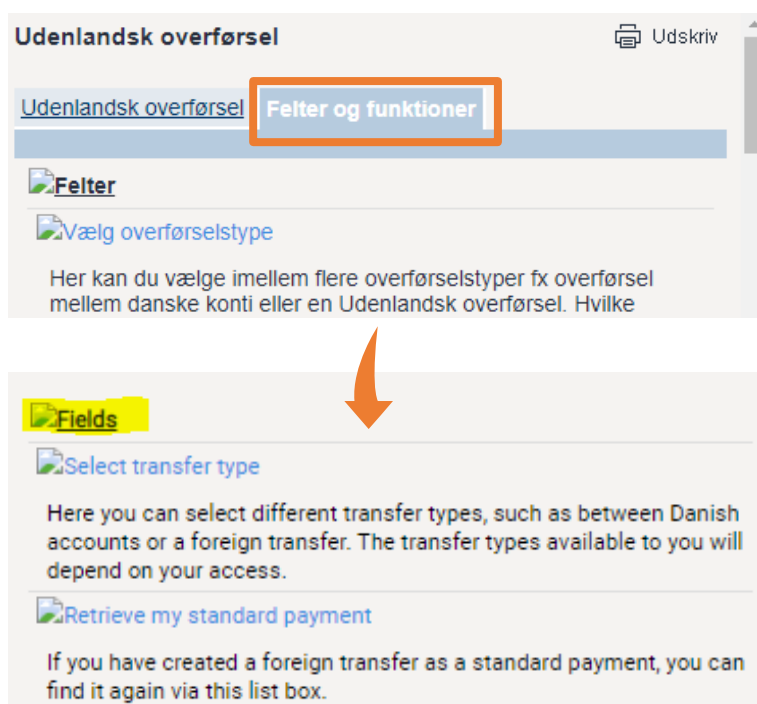 Udenlandsk overførsel
Udskriv
Udenlandsk overførsel Felter og funktioner
Felter
Vælg overførselstype
Her kan du vælge imellem flere overførselstyper fx overførsel
mellem danske konti eller en Udenlandsk overførsel. Hvilke
Fields
Select transfer type
Here you can select different transfer types, such as between Danish
accounts or a foreign transfer. The transfer types available to you will
depend on your access.
Retrieve my standard payment
If you have created a foreign transfer as a standard payment, you can
find it again via this list box.